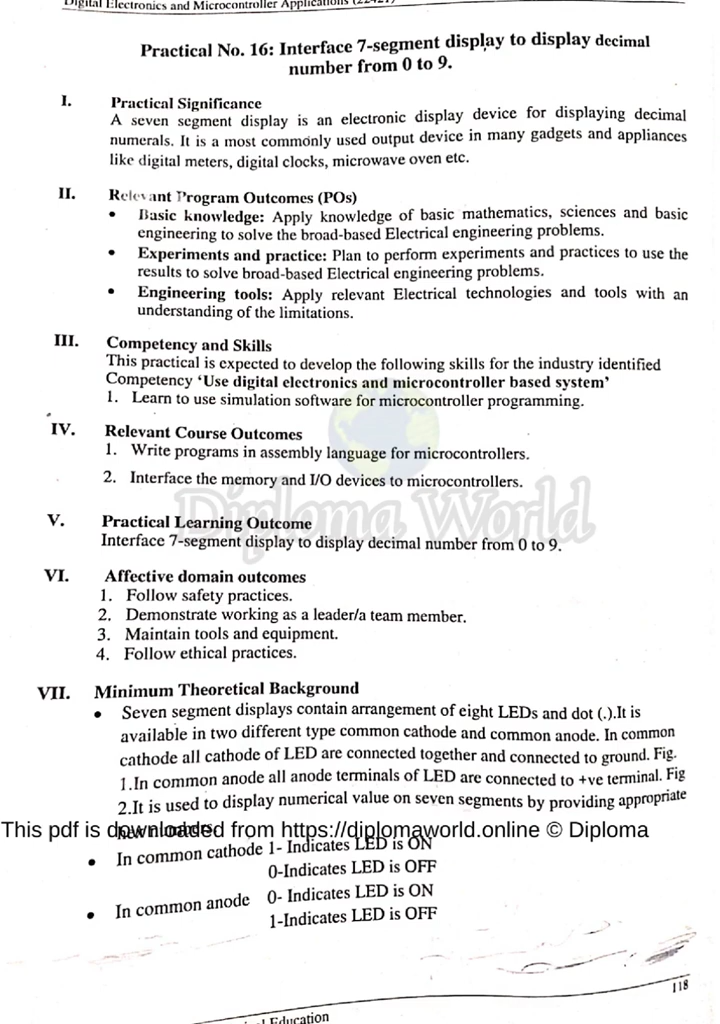 Digital Electronics and Microcontroller Applications (22421)
Practical No. 16: Interface 7-segment display to display decimal
number from 0 to 9.
I. Practical Significance
A seven segment display is an electronic display device for displaying decimal
numerals. It is a most commonly used output device in many gadgets and appliances
like digital meters, digital clocks, microwave oven etc.
II. Relevant Program Outcomes (POs)
• Basic knowledge: Apply knowledge of basic mathematics, sciences and basic
engineering to solve the broad-based Electrical engineering problems.
• Experiments and practice: Plan to perform experiments and practices to use the
results to solve broad-based Electrical engineering problems.
• Engineering tools: Apply relevant Electrical technologies and tools with an
understanding of the limitations.
III. Competency and Skills
This practical is expected to develop the following skills for the industry identified
Competency ‘Use digital electronics and microcontroller based system’
1. Learn to use simulation software for microcontroller programming.
IV. Relevant Course Outcomes
1. Write programs in assembly language for microcontrollers.
2. Interface the memory and I/O devices to microcontrollers.
Diploma World
V. Practical Learning Outcome
Interface 7-segment display to display decimal number from 0 to 9.
VI. Affective domain outcomes
1. Follow safety practices.
2. Demonstrate working as a leader/a team member.
3. Maintain tools and equipment.
4. Follow ethical practices.
VII. Minimum Theoretical Background
• Seven segment displays contain arrangement of eight LEDs and dot (.).It is
available in two different type common cathode and common anode. In common
cathode all cathode of LED are connected together and connected to ground. Fig.
1.In common anode all anode terminals of LED are connected to +ve terminal. Fig
2.It is used to display numerical value on seven segments by providing appropriate
This pdf is downloaded from https://diplomaworld.online © Diploma
• In common cathode 1- Indicates LED is ON
0-Indicates LED is OFF
• In common anode 0- Indicates LED is ON
1-Indicates LED is OFF
118
Education